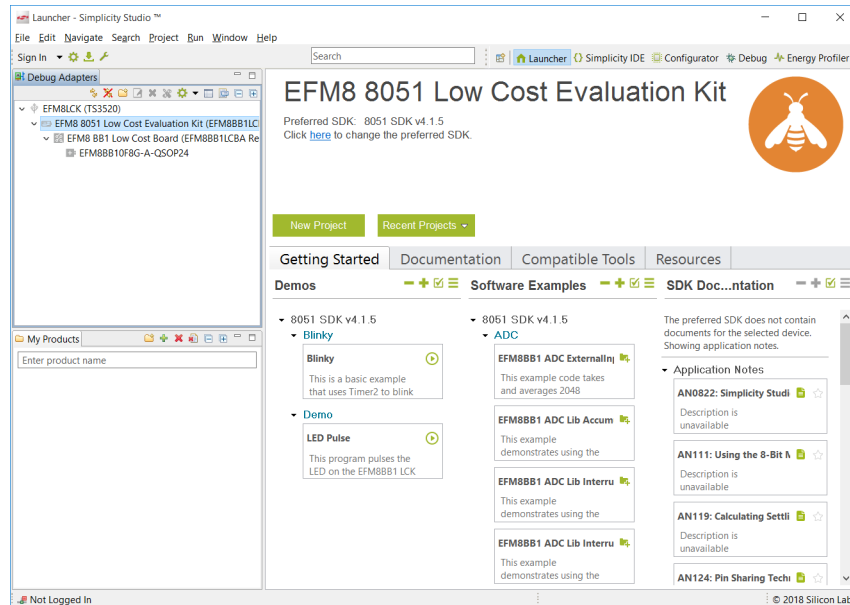 Launcher - Simplicity Studio ™
File Edit Navigate Search Project Run Window Help
Sign In
Search
Launcher
{} Simplicity IDE
Configurator
Debug
Energy Profiler
Debug Adapters
EFM8LCK (TS3520)
EFM8 8051 Low Cost Evaluation Kit (EFM8BB1LC
EFM8 BB1 Low Cost Board (EFM8BB1LCBA Re
EFM8BB10F8G-A-QSOP24
My Products
Enter product name
EFM8 8051 Low Cost Evaluation Kit
Preferred SDK: 8051 SDK v4.1.5
Click here to change the preferred SDK.
New Project
Recent Projects
Getting Started
Documentation
Compatible Tools
Resources
Demos
8051 SDK v4.1.5
Blinky
Blinky
This is a basic example
that uses Timer2 to blink
Demo
LED Pulse
This program pulses the
LED on the EFM8BB1 LCK
Software Examples
8051 SDK v4.1.5
ADC
EFM8BB1 ADC ExternalInp
This example code takes
and averages 2048
EFM8BB1 ADC Lib Accum
This example
demonstrates using the
EFM8BB1 ADC Lib Interru
This example
demonstrates using the
EFM8BB1 ADC Lib Interru
This example
demonstrates using the
SDK Doc...ntation
The preferred SDK does not contain
documents for the selected device.
Showing application notes.
Application Notes
AN0822: Simplicity Studi
Description is
unavailable
AN111: Using the 8-Bit M
Description is
unavailable
AN119: Calculating Settli
Description is
unavailable
AN124: Pin Sharing Techn
Not Logged In
© 2018 Silicon Lab